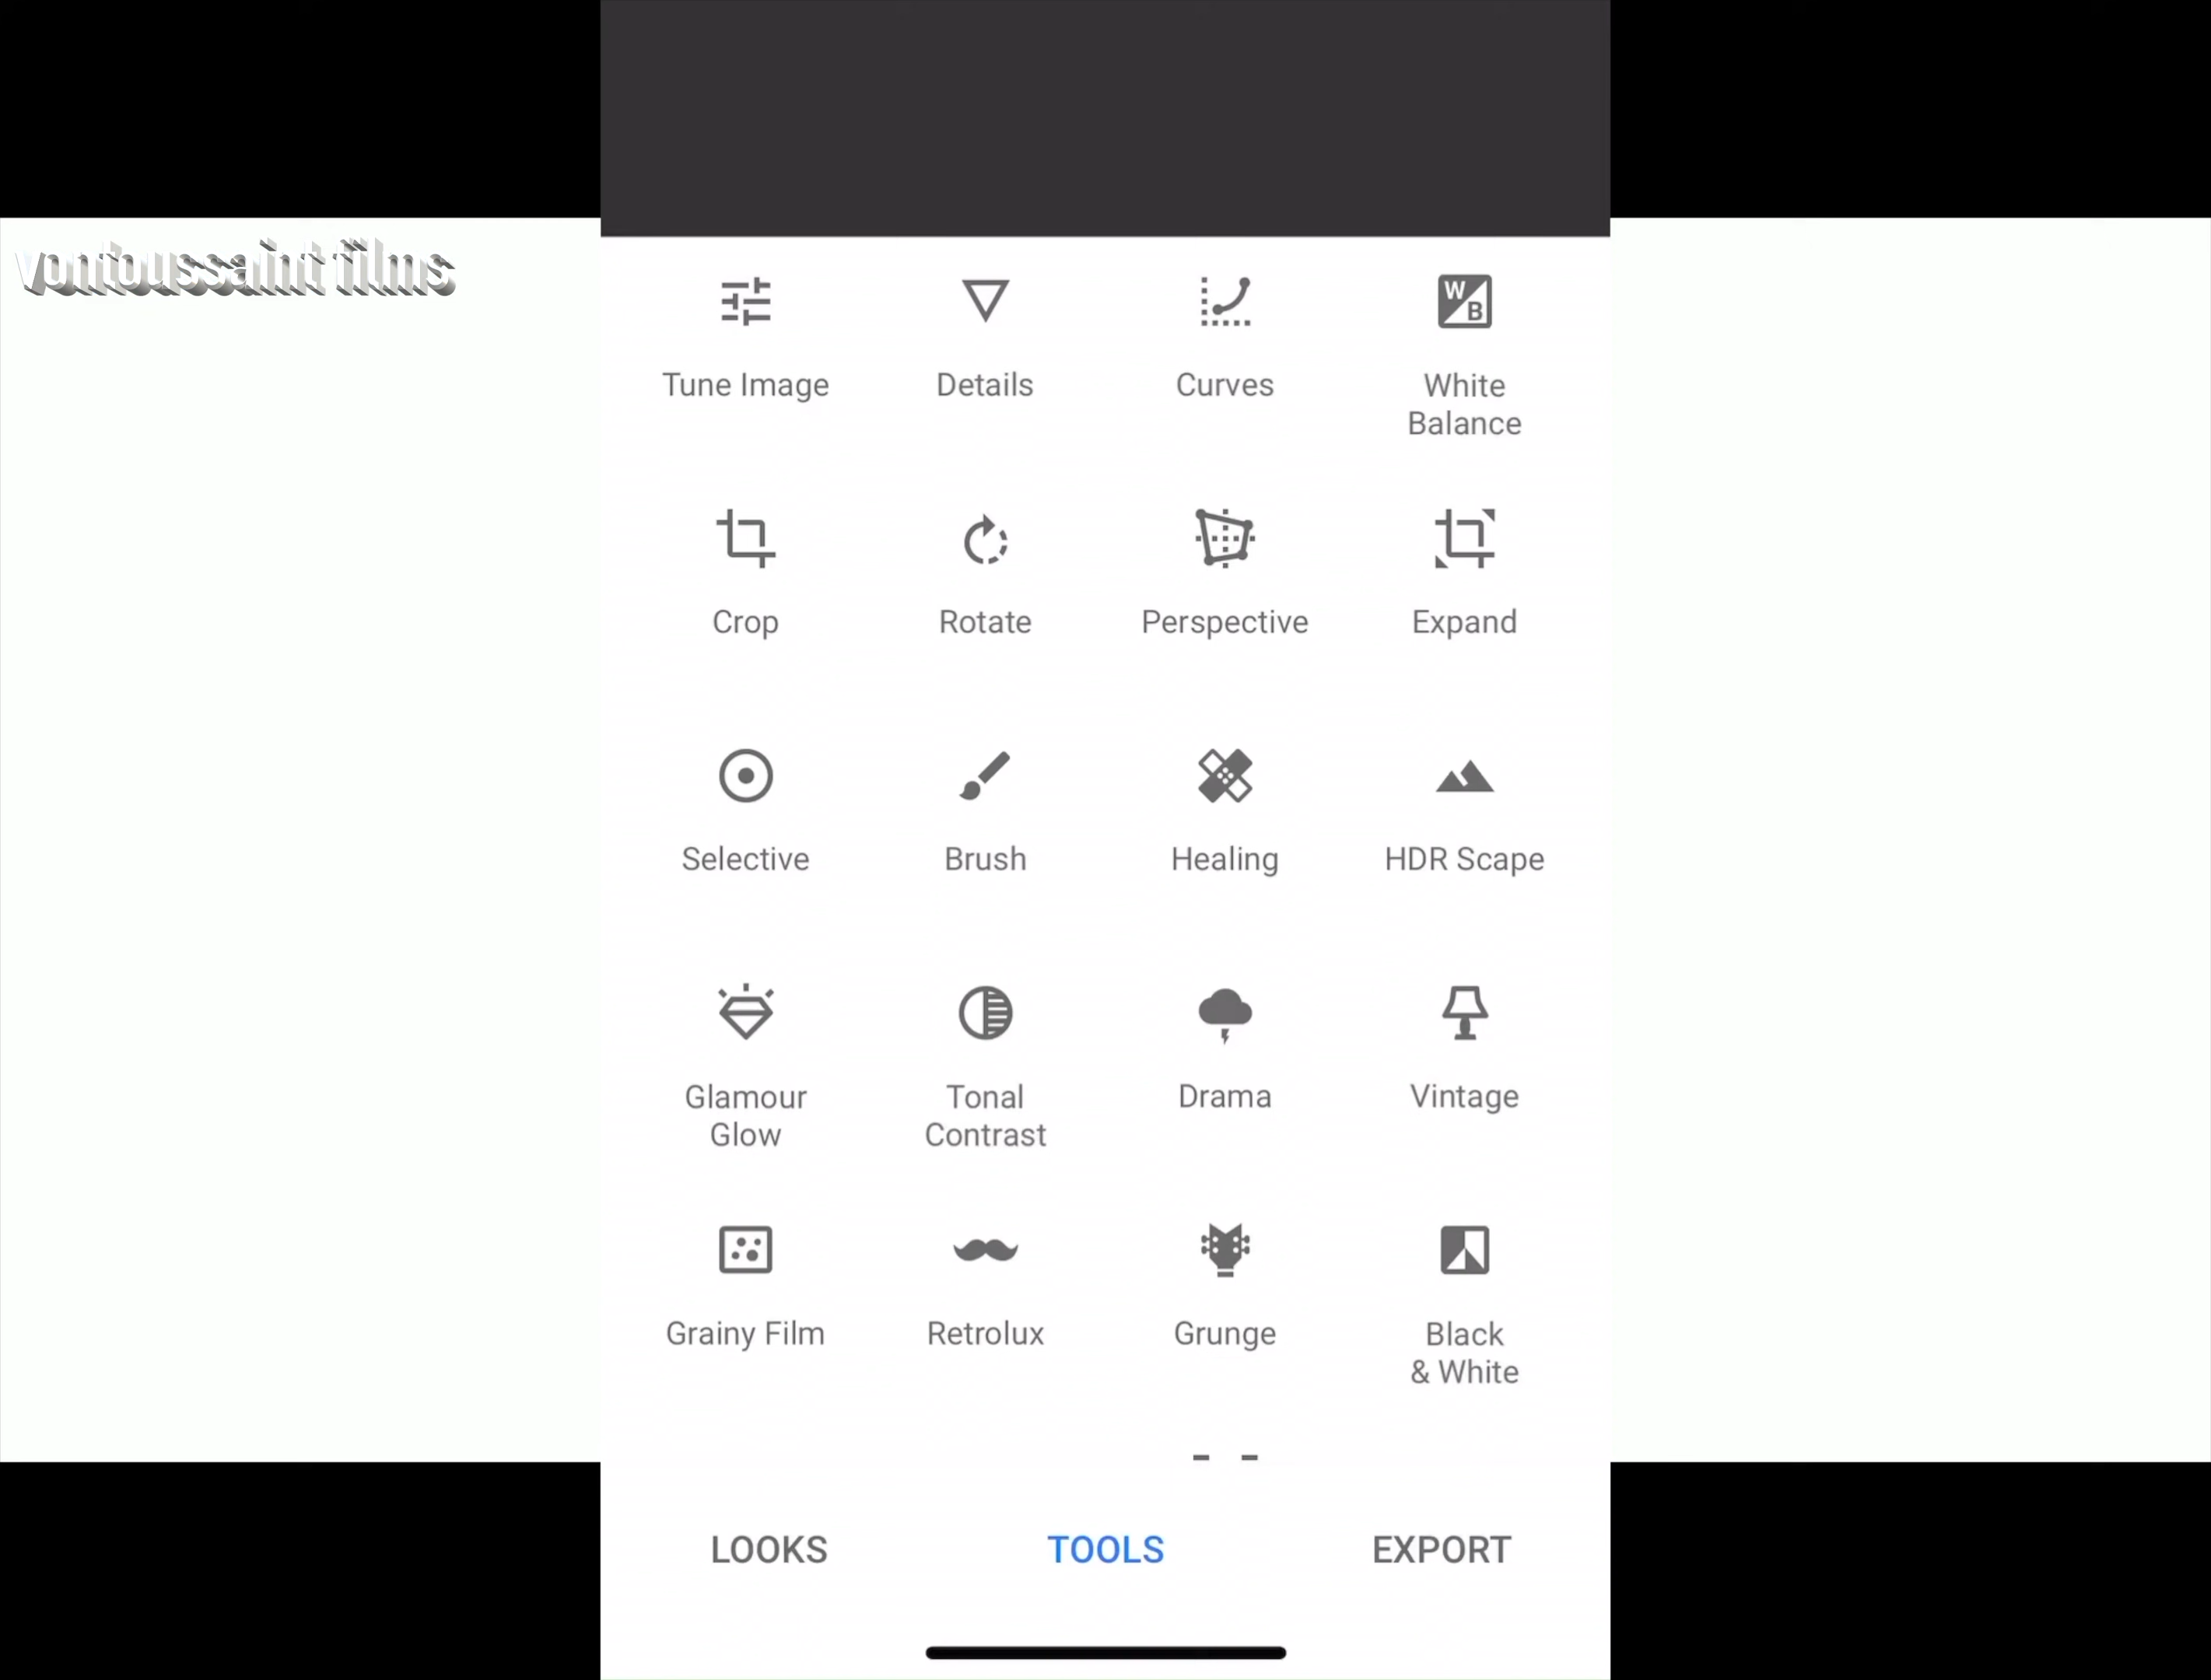 vontoussaint films
Tune Image
Details
Curves
W
B
White
Balance
Crop
Rotate
Perspective
Expand
Selective
Brush
Healing
HDR Scape
Glamour
Glow
Tonal
Contrast
Drama
Vintage
Grainy Film
Retrolux
Grunge
Black
& White
LOOKS
TOOLS
EXPORT